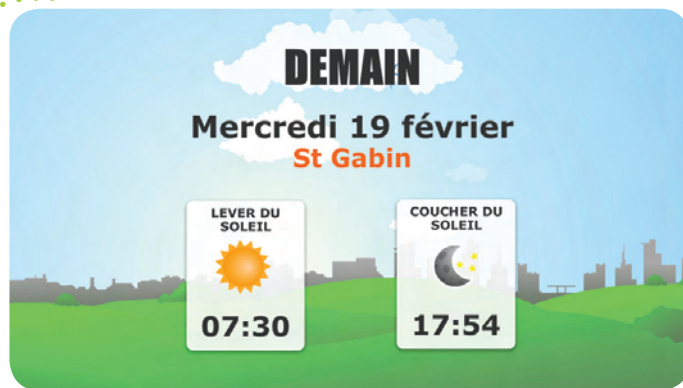 DEMAIN
Mercredi 19 février
St Gabin
LEVER DU
SOLEIL
07:30
COUCHER DU
SOLEIL
17:54